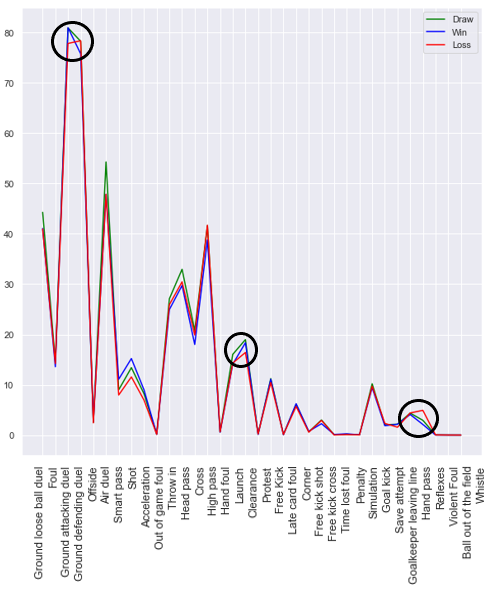 Draw
Win
Loss
80
70
60
50
40
30
20
10
0
Ground loose ball duel
Foul
Ground attacking duel
Ground defending duel
Offside
Air duel
Smart pass
Shot
Acceleration
Out of game foul
Throw in
Head pass
Cross
High pass
Hand foul
Launch
Clearance
Protest
Free Kick
Late card foul
Corner
Free kick shot
Free kick cross
Time lost foul
Penalty
Simulation
Goal kick
Save attempt
Goalkeeper leaving line
Hand pass
Reflexes
Violent Foul
Ball out of the field
Whistle